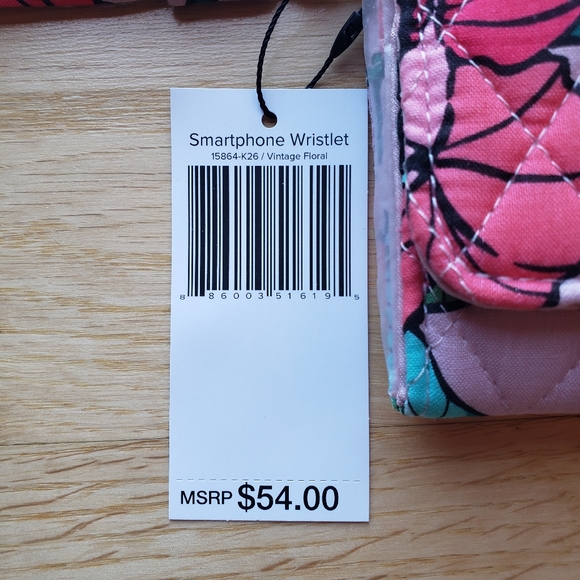 Smartphone Wristlet
15864-K26 / Vintage Floral
8 86003 51619 5
MSRP $54.00